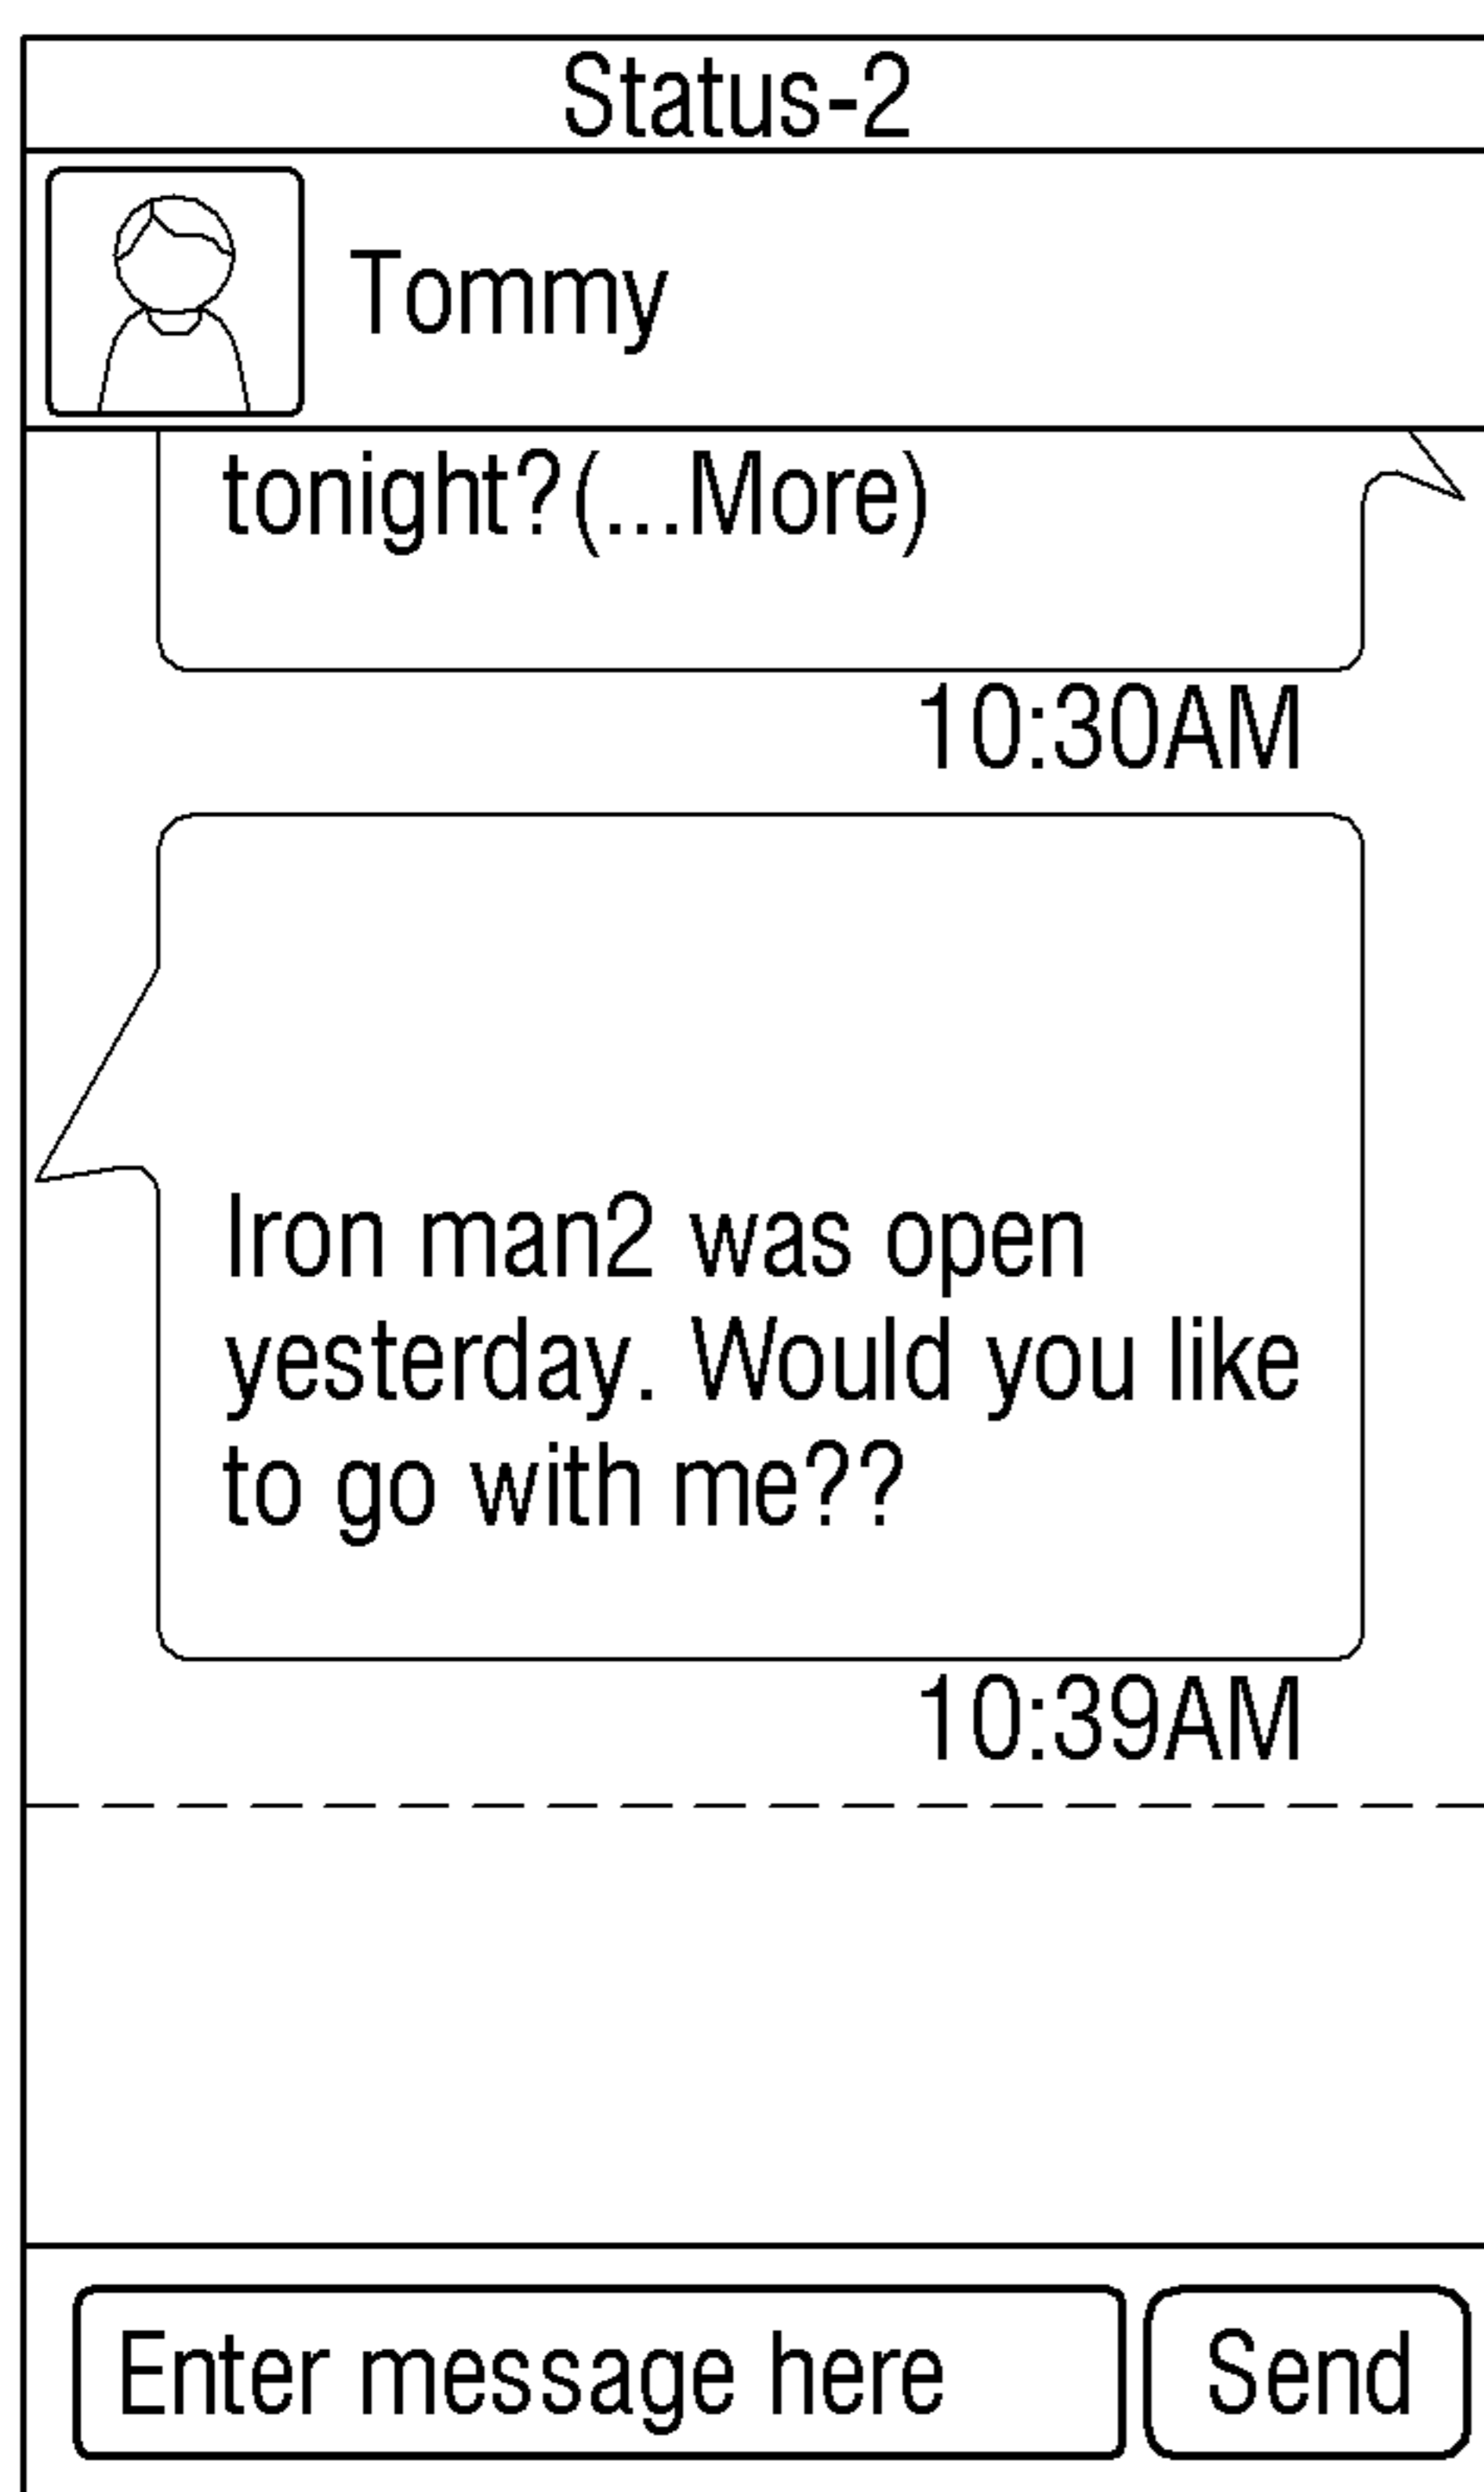 Status-2
Tommy
tonight?(...More)
10:30AM
Iron man2 was open
yesterday. Would you like
to go with me??
10:39AM
Enter message here
Send